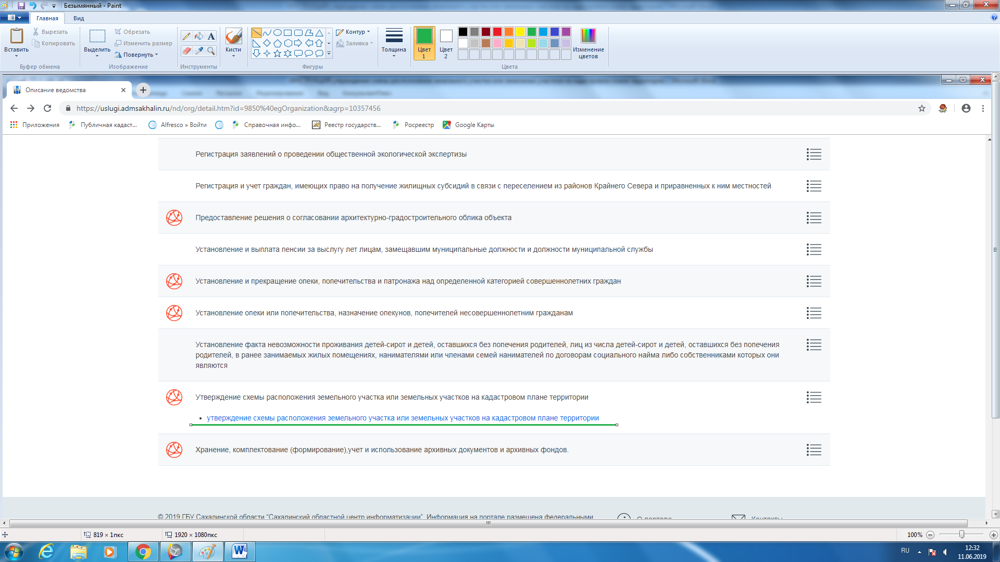 Безымянный - Paint
Главная
Вид
Вставить
Вырезать
Копировать
Буфер обмена
Выделить
Обрезать
Изменить размер
Повернуть
Изображение
A
Инструменты
Кисти
Контур
Заливка
Фигуры
Толщина
Цвет 1
Цвет 2
Изменение цветов
Цвета
Описание ведомства
https://uslugi.admsakhalin.ru/nd/org/detail.htm?id=9850%40egOrganization&agrp=10357456
Приложения
Публичная кадаст...
Alfresco » Войти
Справочная инфо...
Реестр государств...
Росреестр
Google Карты
Регистрация заявлений о проведении общественной экологической экспертизы
Регистрация и учет граждан, имеющих право на получение жилищных субсидий в связи с переселением из районов Крайнего Севера и приравненных к ним местностей
Предоставление решения о согласовании архитектурно-градостроительного облика объекта
Установление и выплата пенсии за выслугу лет лицам, замещавшим муниципальные должности и должности муниципальной службы
Установление и прекращение опеки, попечительства и патронажа над определенной категорией совершеннолетних граждан
Установление опеки или попечительства, назначение опекунов, попечителей несовершеннолетним гражданам
Установление факта невозможности проживания детей-сирот и детей, оставшихся без попечения родителей, лиц из числа детей-сирот и детей, оставшихся без попечения
родителей, в ранее занимаемых жилых помещениях, нанимателями или членами семей нанимателей по договорам социального найма либо собственниками которых они
являются
Утверждение схемы расположения земельного участка или земельных участков на кадастровом плане территории
• утверждение схемы расположения земельного участка или земельных участков на кадастровом плане территории
Хранение, комплектование (формирование),учет и использование архивных документов и архивных фондов.
© 2019 ГБУ Сахалинской области "Сахалинский областной центр информатизации". Информация на портале размещена федеральными
О портале
Контакты
819 × 1пкс
1920 × 1080пкс
100%
RU
12:32
11.06.2019